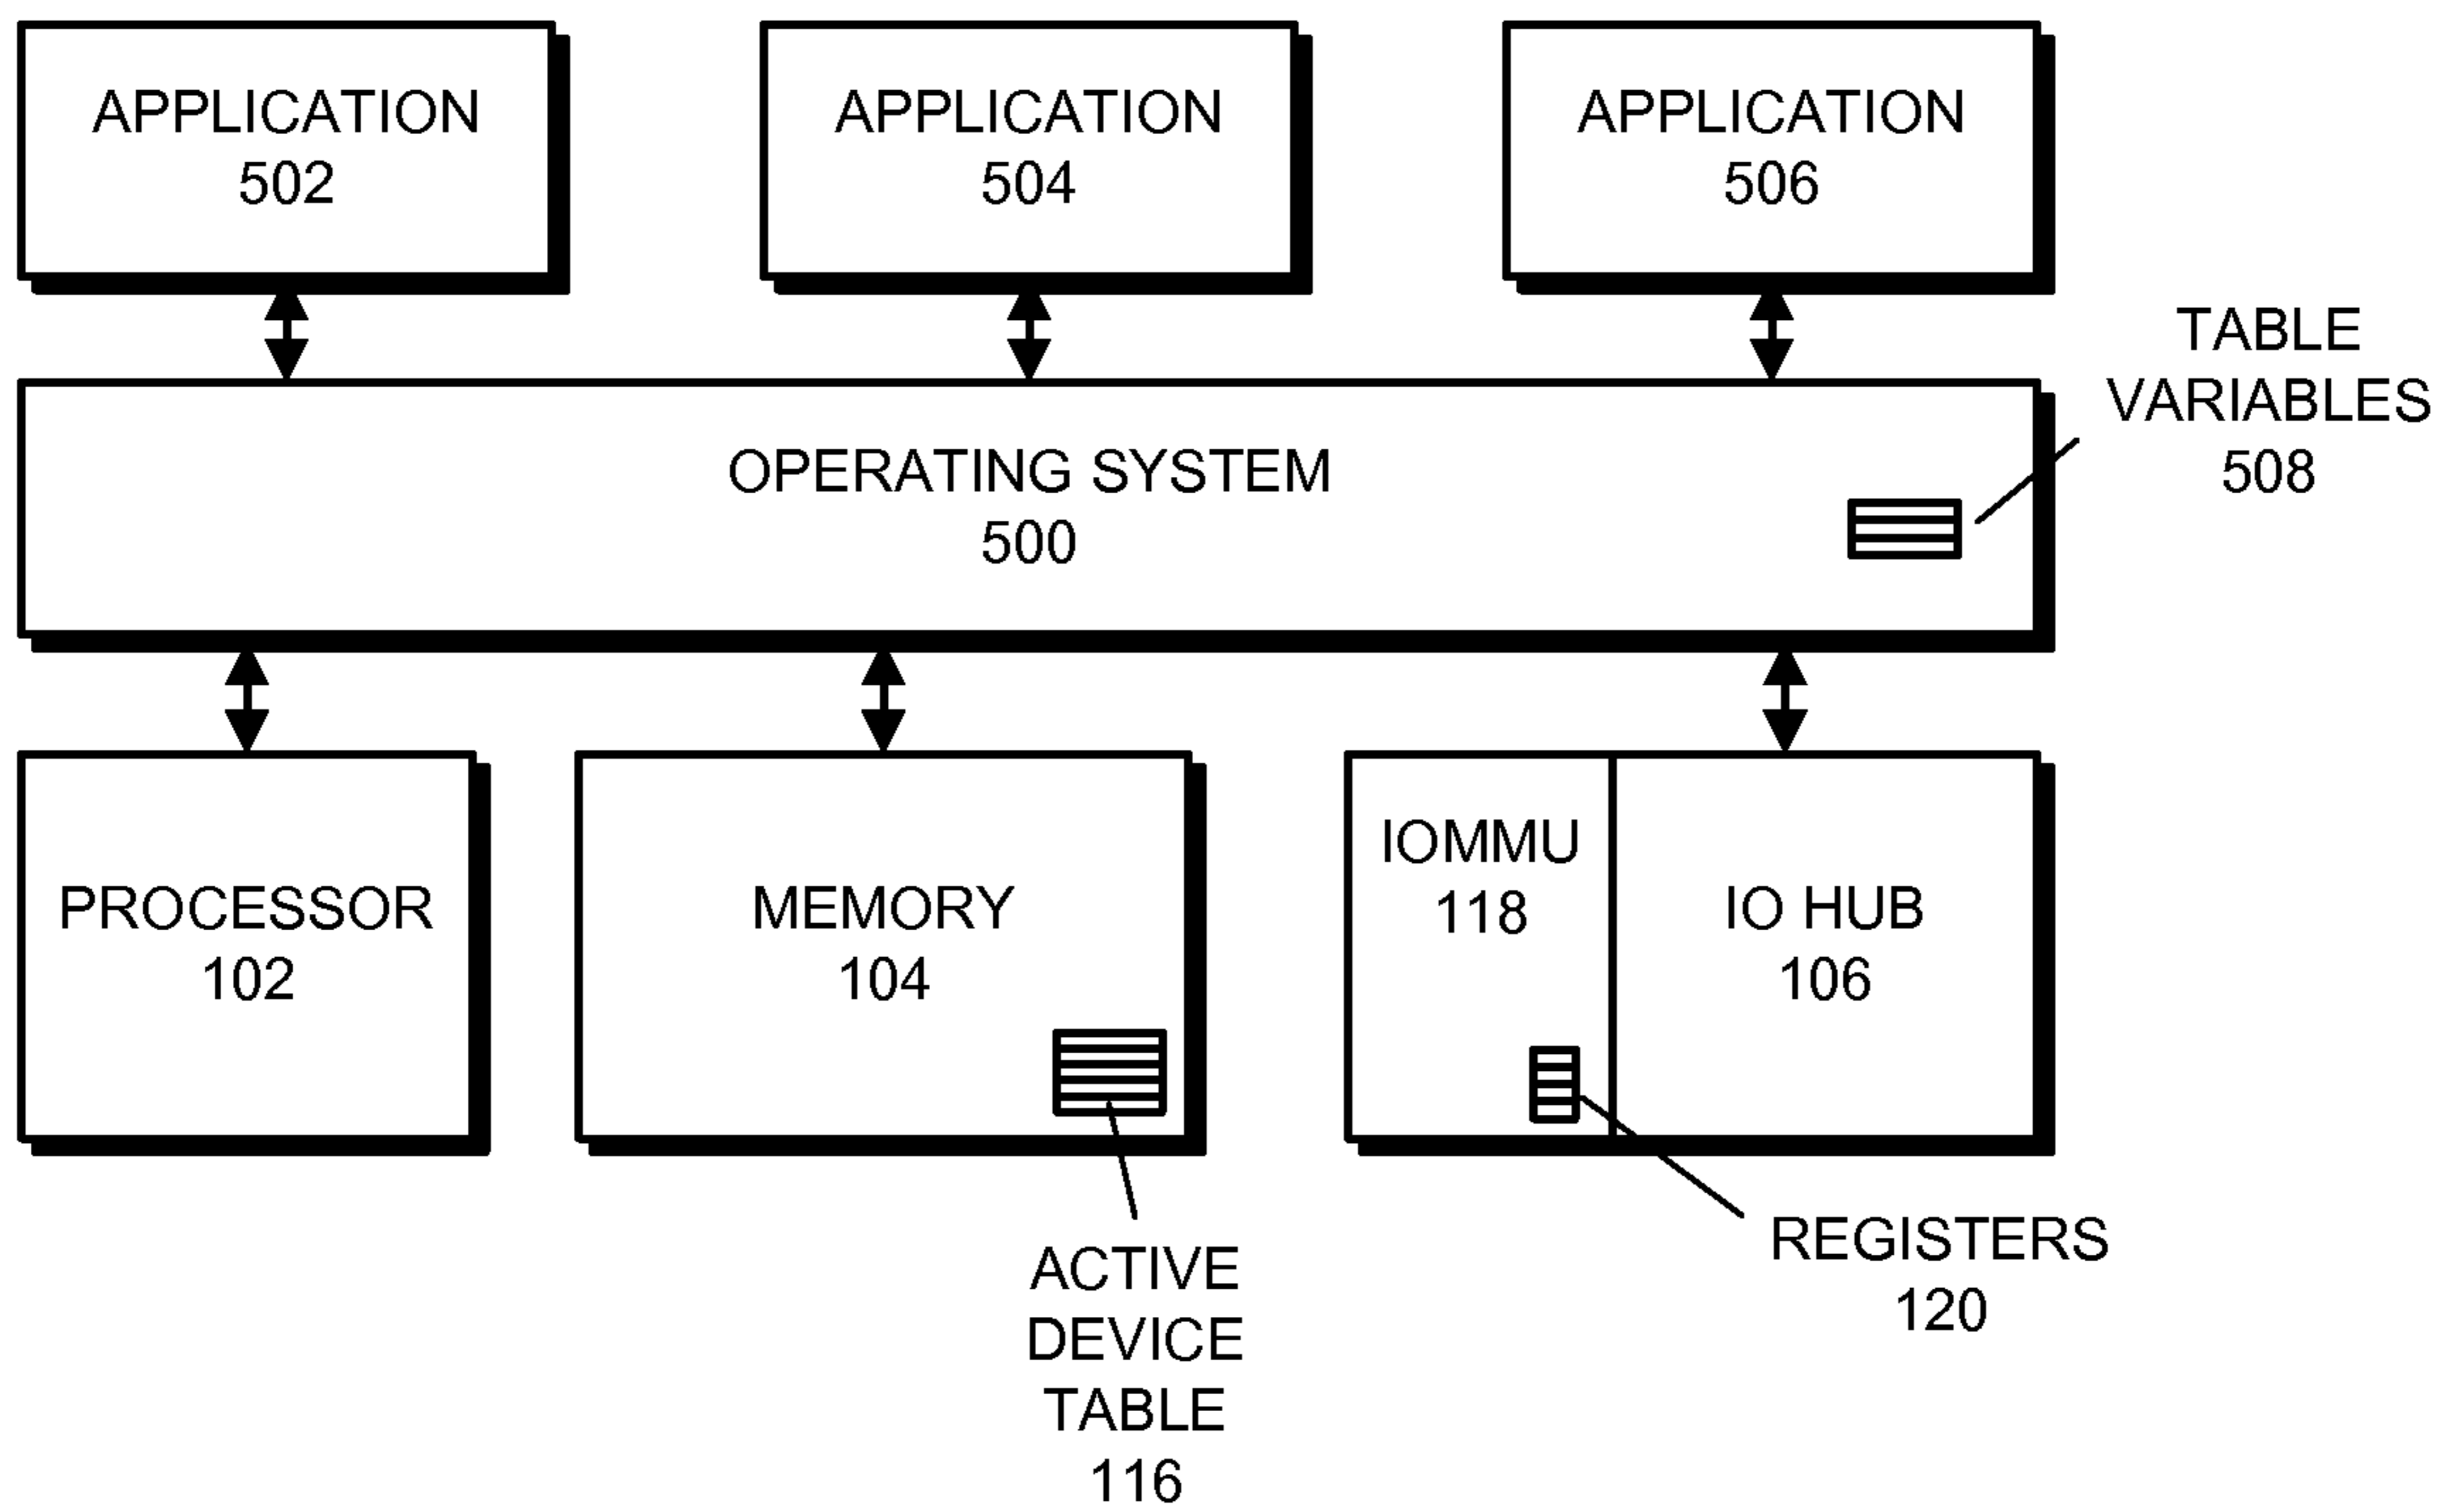 APPLICATION
502
APPLICATION
504
APPLICATION
506
TABLE
VARIABLES
508
OPERATING SYSTEM
500
PROCESSOR
102
MEMORY
104
IOMMU
118
IO HUB
106
ACTIVE
DEVICE
TABLE
116
REGISTERS
120